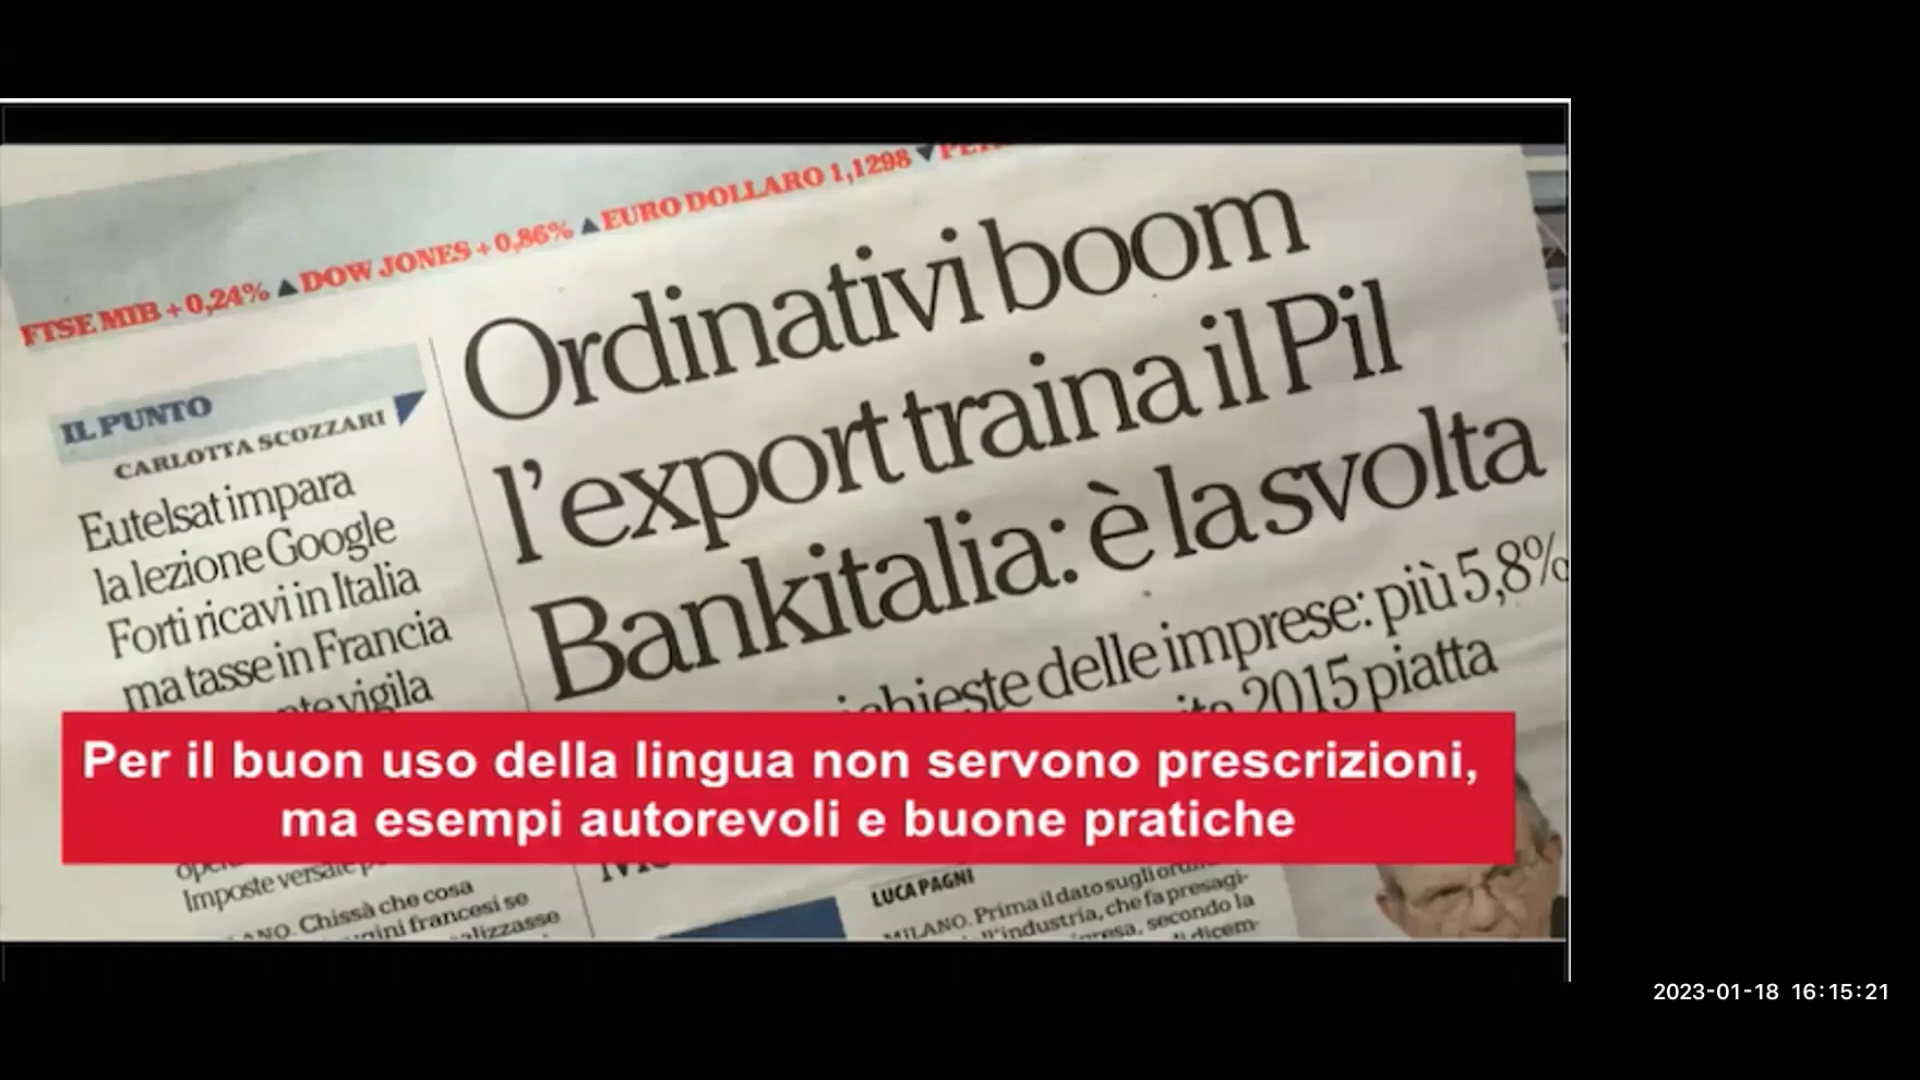 FTSE MIB + 0,24% ▲ DOW JONES + 0,86% ▲ EURO DOLLARO 1,1298 ▼
IL PUNTO
CARLOTTA SCOZZARI
Eutelsat impara
la lezione Google
Forti ricavi in Italia
ma tasse in Francia
vigila
Ordinativi boom
l'export traina il Pil
Bankitalia: è la svolta
delle imprese: più 5,8%
2015 piatta
Per il buon uso della lingua non servono prescrizioni,
ma esempi autorevoli e buone pratiche
Imposte
Chissà che cosa
francesi se
LUCA PAGNI
MILANO. Prima il dato sugli
che fa presagi-
secondo la
2023-01-18 16:15:21